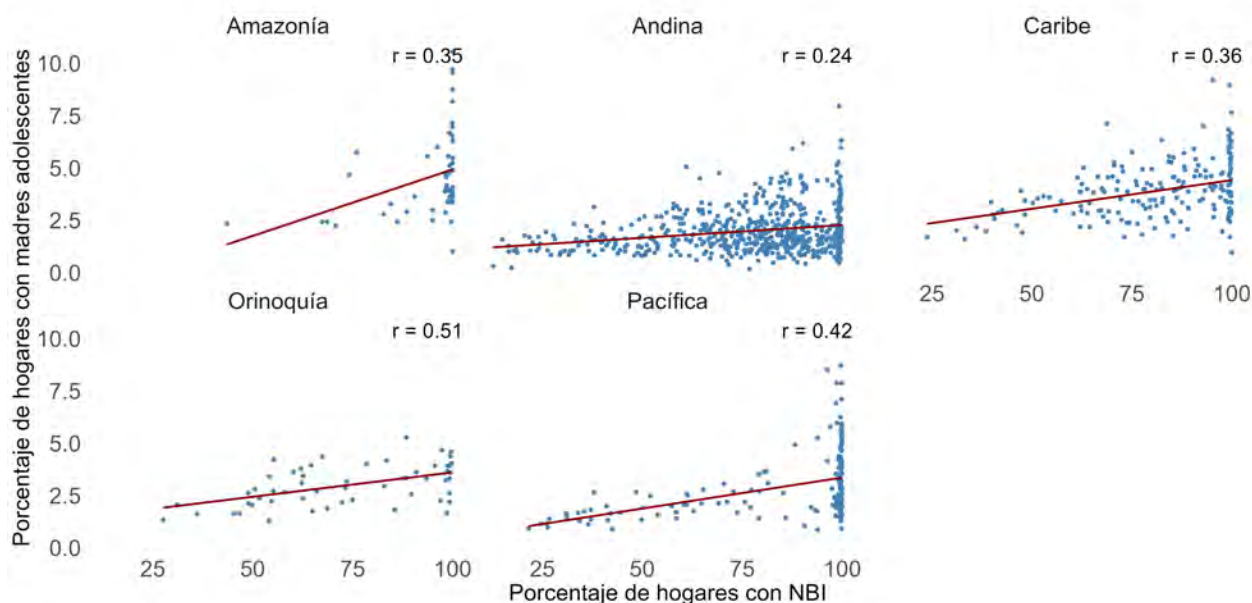 Amazonía
Andina
Caribe
r = 0.35
r = 0.24
r = 0.36
Porcentaje de hogares con madres adolescentes
10.0
7.5
5.0
2.5
0.0
25 50 75 100
Orinoquía
Pacífica
r = 0.51
r = 0.42
10.0
7.5
5.0
2.5
0.0
25 50 75 100
25 50 75 100
Porcentaje de hogares con NBI